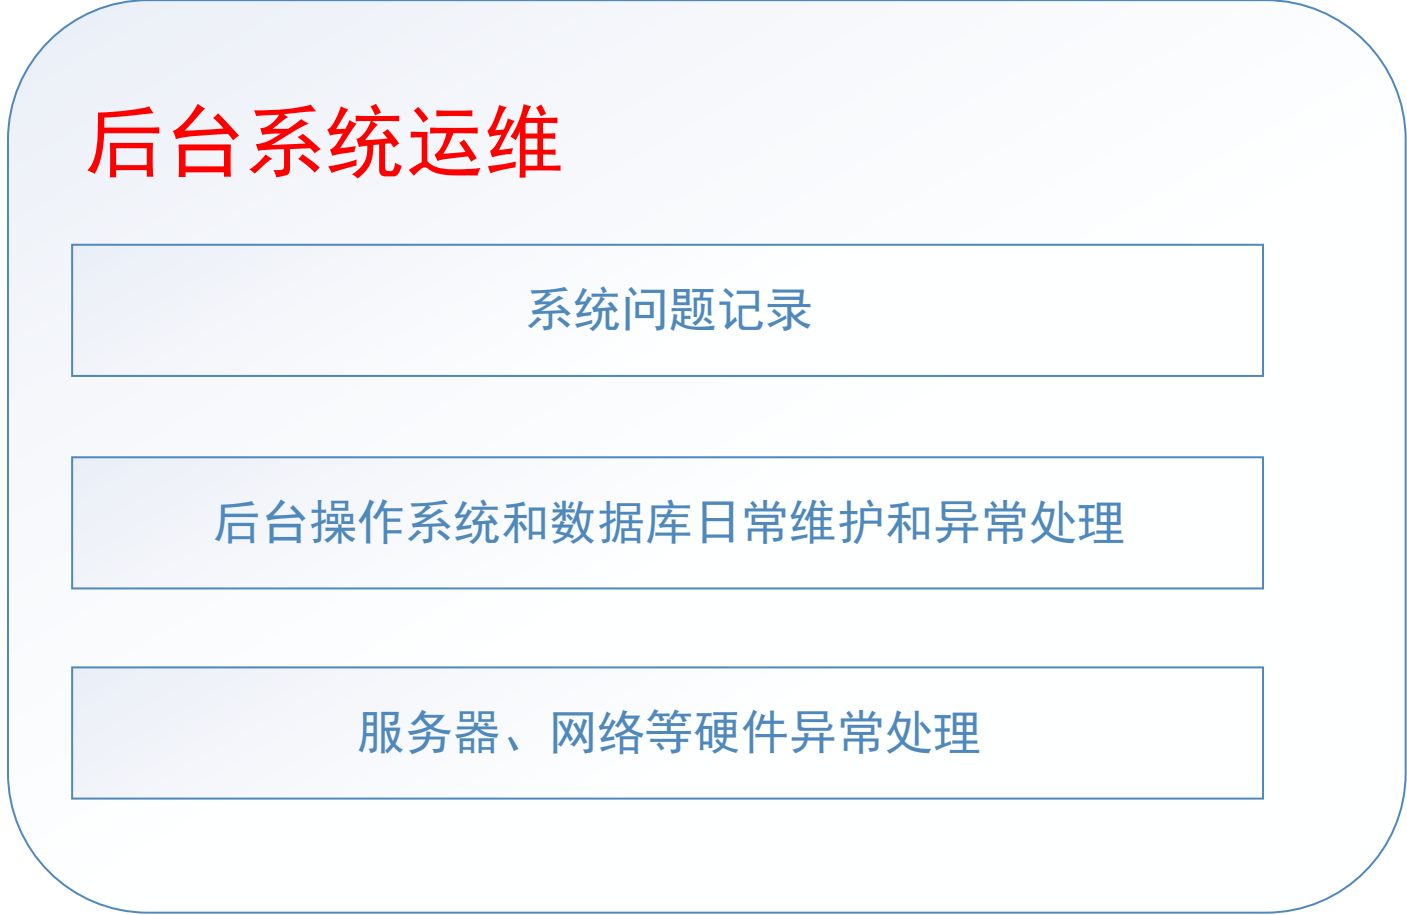 后台系统运维
系统问题记录
后台操作系统和数据库日常维护和异常处理
服务器、网络等硬件异常处理